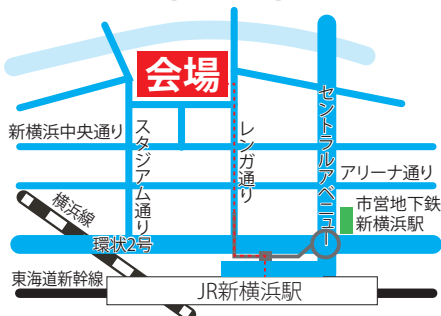 会場
新横浜中央通り
スタジアム通り
レンガ通り
セントラルアベニュー
アリーナ通り
市営地下鉄
新横浜駅
横浜線
環状2号
東海道新幹線
JR新横浜駅